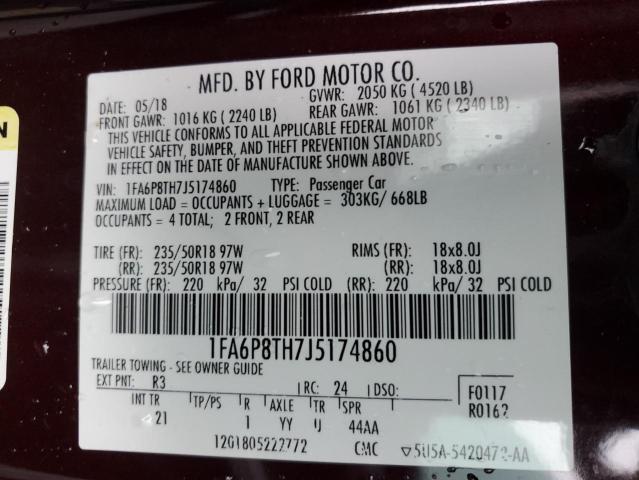 MFD. BY FORD MOTOR CO.
DATE: 05/18 GVWR: 2050 KG ( 4520 LB)
FRONT GAWR: 1016 KG ( 2240 LB) REAR GAWR: 1061 KG ( 2340 LB)
THIS VEHICLE CONFORMS TO ALL APPLICABLE FEDERAL MOTOR
VEHICLE SAFETY, BUMPER, AND THEFT PREVENTION STANDARDS
IN EFFECT ON THE DATE OF MANUFACTURE SHOWN ABOVE.
VIN: 1FA6P8TH7J5174860 TYPE: Passenger Car
MAXIMUM LOAD = OCCUPANTS + LUGGAGE = 303KG/ 668LB
OCCUPANTS = 4 TOTAL; 2 FRONT, 2 REAR
TIRE (FR): 235/50R18 97W RIMS (FR): 18x8.0J
(RR): 235/50R18 97W (RR): 18x8.0J
PRESSURE (FR): 220 kPa/ 32 PSI COLD (RR): 220 kPa/ 32 PSI COLD
1FA6P8TH7J5174860
TRAILER TOWING - SEE OWNER GUIDE
EXT PNT: R3 RC: 24 DSO: F0117
INT TR TP/PS R AXLE TR SPR R0162
21 1 YY U 44AA
12G1805222772 CMC 5U5A-5420472-AA
N